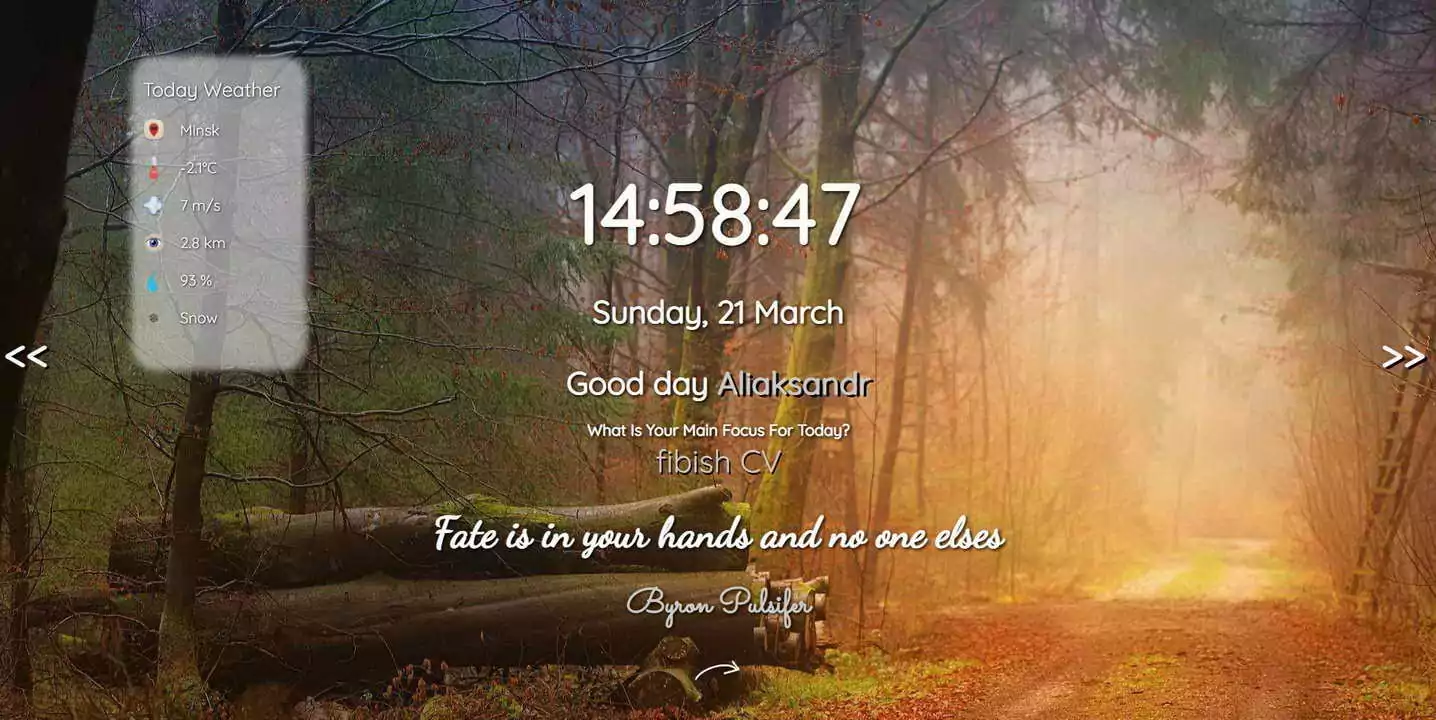 Today Weather
Minsk
-2.1°C
7 m/s
2.8 km
93 %
Snow
14:58:47
Sunday, 21 March
<<
>>
Good day Aliaksandr
What Is Your Main Focus For Today?
fibish CV
Fate is in your hands and no one elses
Byron Pulsifer